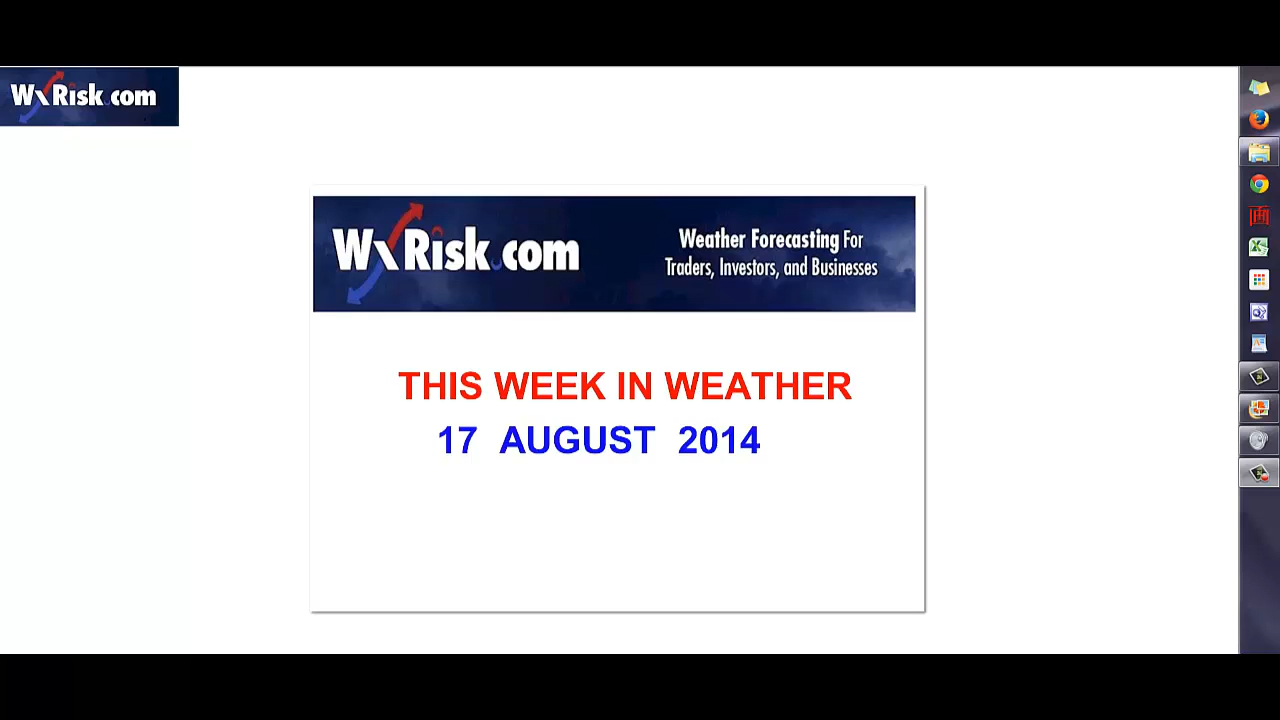 WxRisk.com
WxRisk.com
Weather Forecasting For
Traders, Investors, and Businesses
THIS WEEK IN WEATHER
17 AUGUST 2014